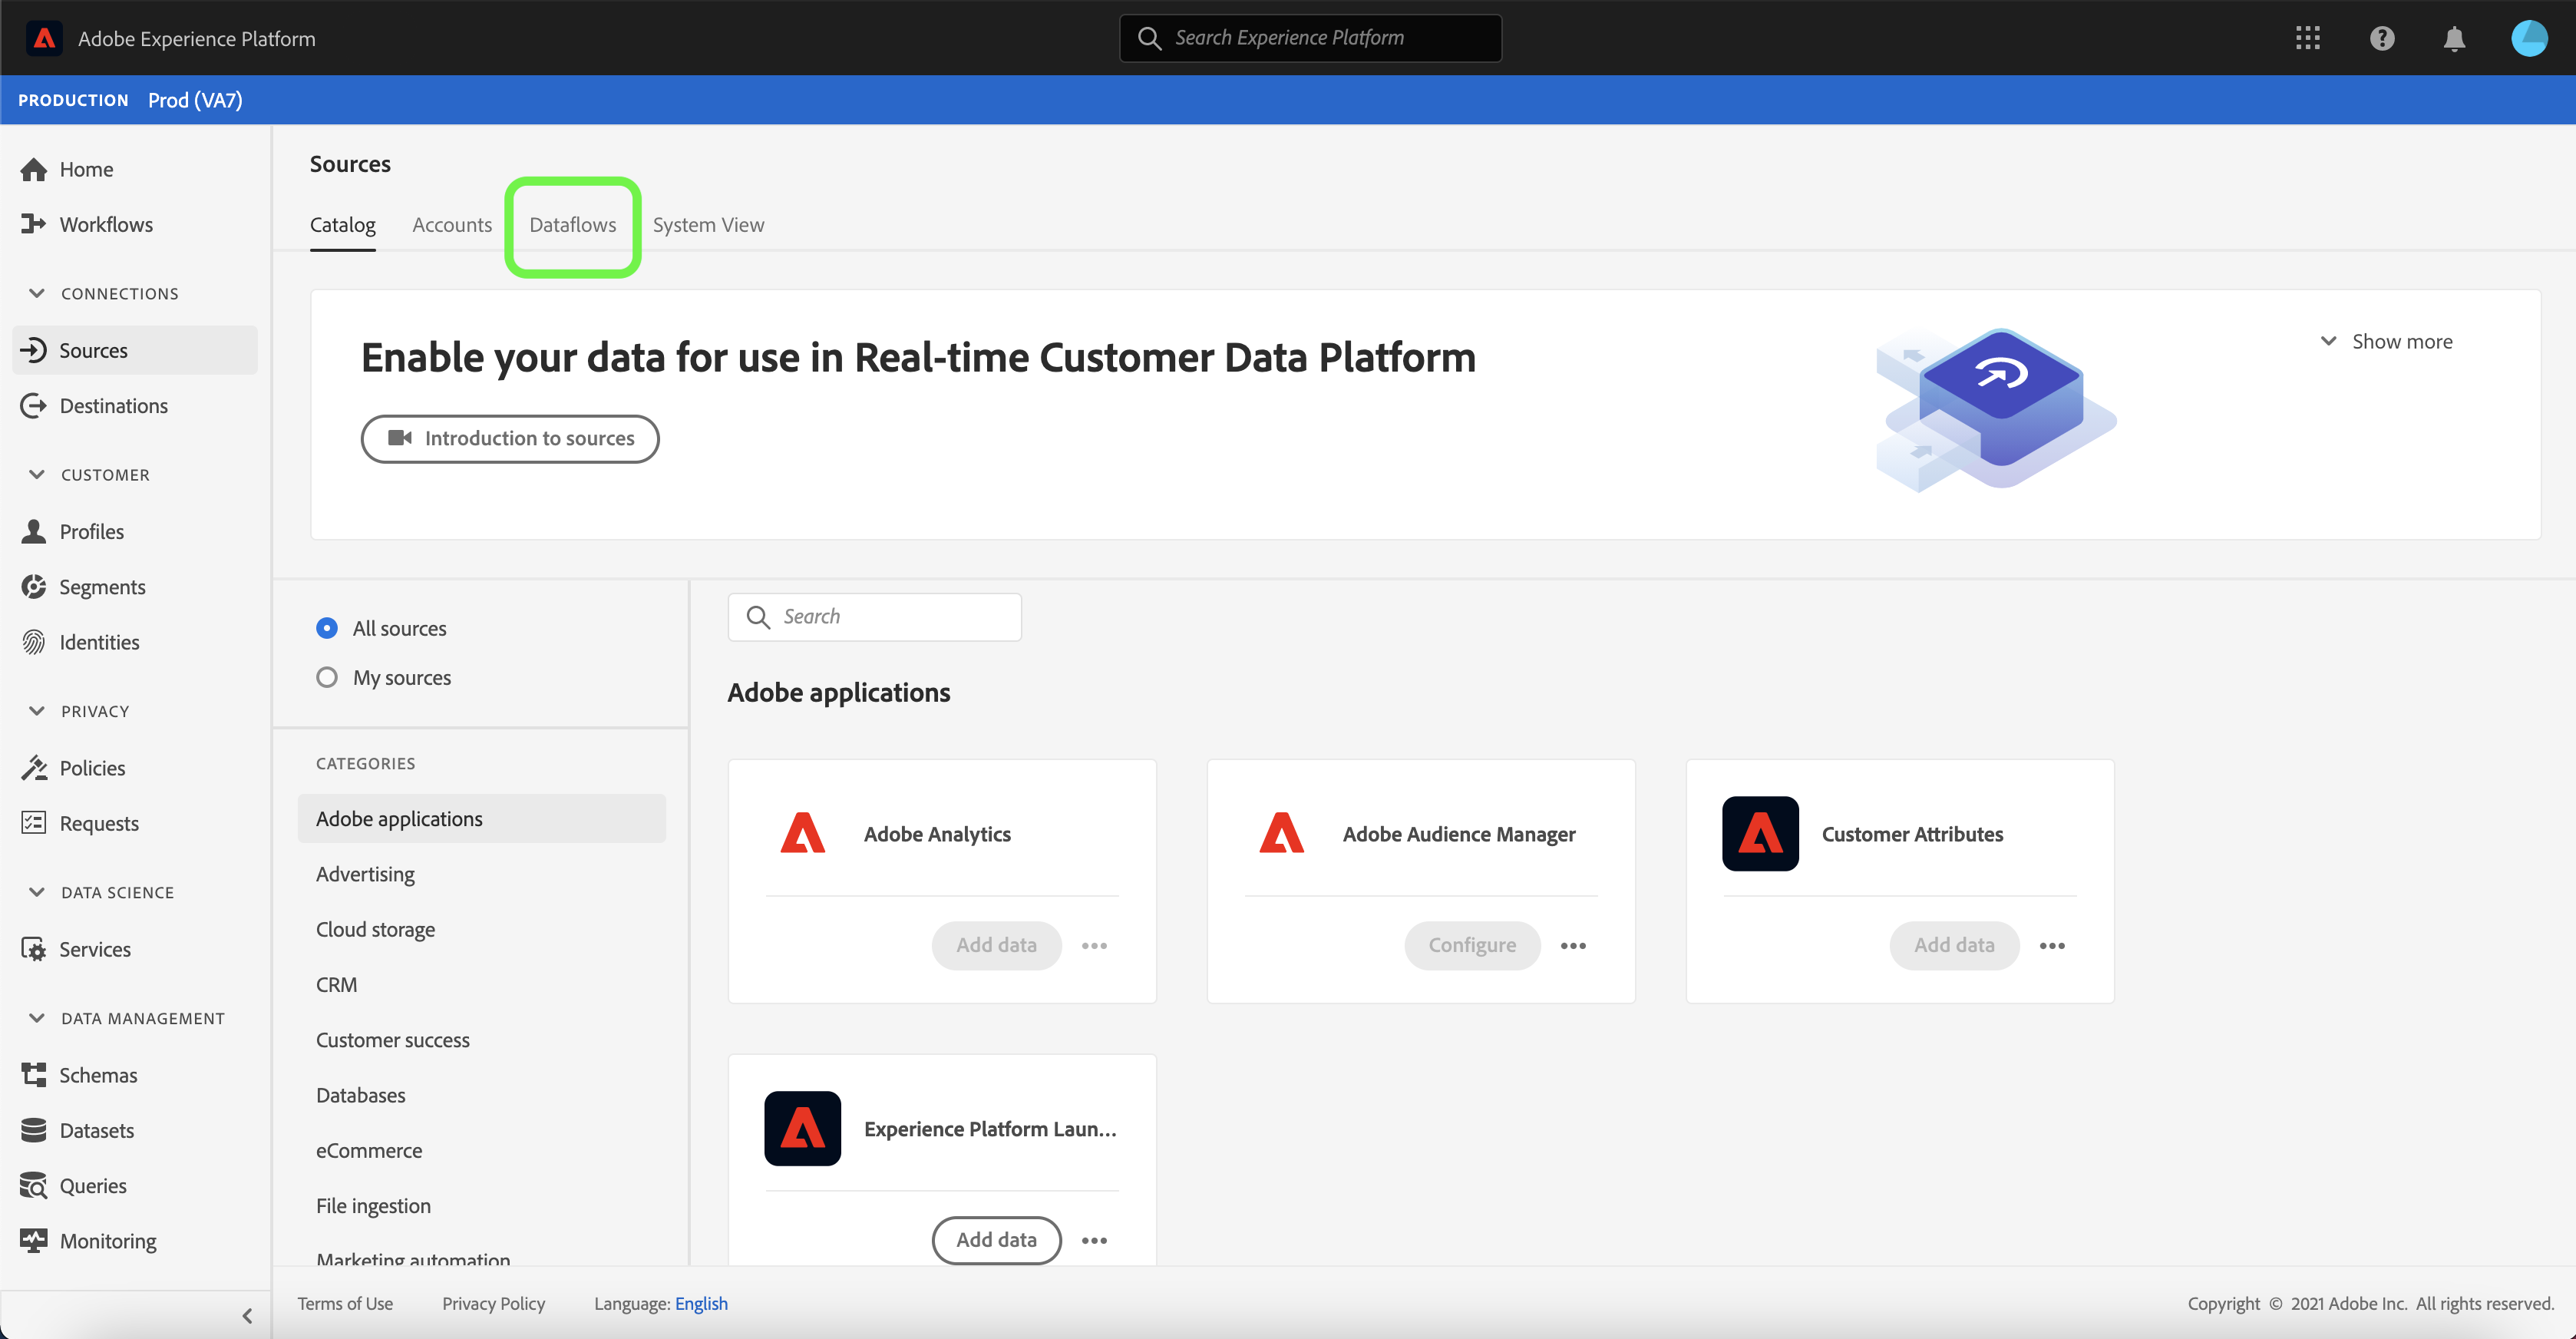 Adobe Experience Platform
Search Experience Platform
PRODUCTION Prod (VA7)
Home
Workflows
CONNECTIONS
Sources
Destinations
CUSTOMER
Profiles
Segments
Identities
PRIVACY
Policies
Requests
DATA SCIENCE
Services
DATA MANAGEMENT
Schemas
Datasets
Queries
Monitoring
Sources
Catalog Accounts Dataflows System View
Enable your data for use in Real-time Customer Data Platform
Show more
Introduction to sources
All sources
My sources
CATEGORIES
Adobe applications
Advertising
Cloud storage
CRM
Customer success
Databases
eCommerce
File ingestion
Marketing automation
Search
Adobe applications
Adobe Analytics
Add data
Adobe Audience Manager
Configure
Customer Attributes
Add data
Experience Platform Laun...
Add data
Terms of Use Privacy Policy Language: English
Copyright © 2021 Adobe Inc. All rights reserved.